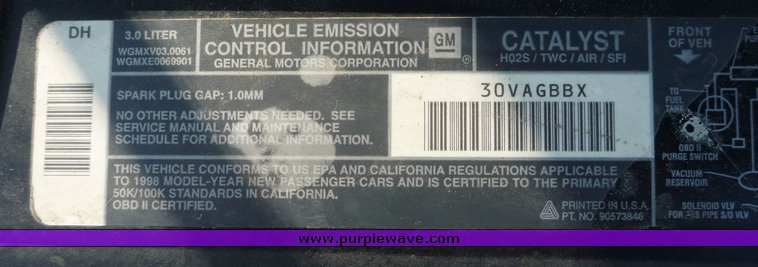 DH
3.0 LITER
WGMXV03.0061
WGMXE0069901
VEHICLE EMISSION
CONTROL INFORMATION
GENERAL MOTORS CORPORATION
GM
®
CATALYST
HO2S / TWC / AIR / SFI
SPARK PLUG GAP: 1.0MM
NO OTHER ADJUSTMENTS NEEDED. SEE
SERVICE MANUAL AND MAINTENANCE
SCHEDULE FOR ADDITIONAL INFORMATION.
30VAGBBX
THIS VEHICLE CONFORMS TO US EPA AND CALIFORNIA REGULATIONS APPLICABLE
TO 1998 MODEL-YEAR NEW PASSENGER CARS AND IS CERTIFIED TO THE PRIMARY
50K/100K STANDARDS IN CALIFORNIA.
OBD II CERTIFIED.
PRINTED IN U.S.A.
PT. NO. 90573846
FRONT
OF VEH
TO
FUEL
TANK
OBD II
PURGE SWITCH
VACUUM
RESERVOIR
SOLENOID VLV
FOR PIPE S/O VLV
www.purplewave.com